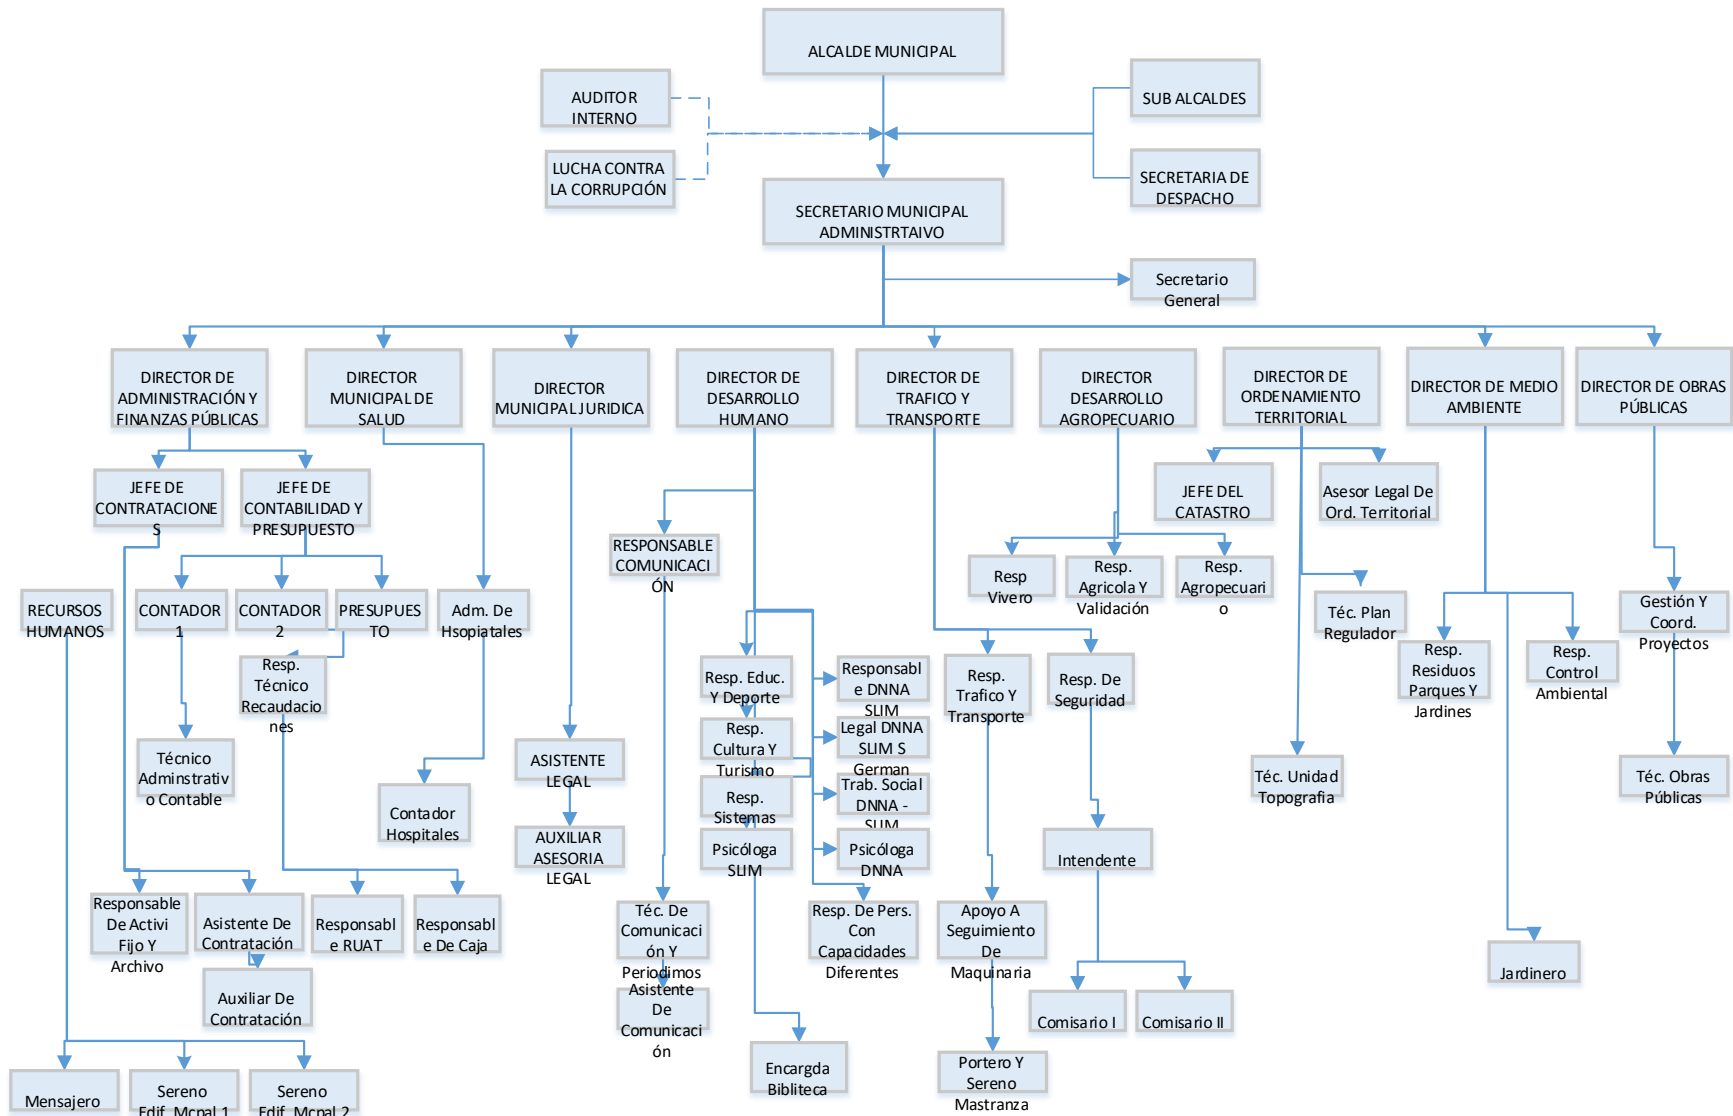 ALCALDE MUNICIPAL
AUDITOR
INTERNO
SUB ALCALDES
LUCHA CONTRA
LA CORRUPCIÓN
SECRETARIA DE
DESPACHO
SECRETARIO MUNICIPAL
ADMINISTRTAIVO
Secretario
General
DIRECTOR DE
ADMINISTRACIÓN Y
FINANZAS PÚBLICAS
DIRECTOR
MUNICIPAL DE
SALUD
DIRECTOR
MUNICIPAL JURIDICA
DIRECTOR DE
DESARROLLO
HUMANO
DIRECTOR DE
TRAFICO Y
TRANSPORTE
DIRECTOR
DESARROLLO
AGROPECUARIO
DIRECTOR DE
ORDENAMIENTO
TERRITORIAL
DIRECTOR DE MEDIO
AMBIENTE
DIRECTOR DE OBRAS
PÚBLICAS
JEFE DE
CONTRATACIONE
S
JEFE DE
CONTABILIDAD Y
PRESUPUESTO
JEFE DEL
CATASTRO
Asesor Legal De
Ord. Territorial
RESPONSABLE
COMUNICACI
ÓN
Resp
Vivero
Resp.
Agricola Y
Validación
Resp.
Agropecuari
o
RECURSOS
HUMANOS
CONTADOR
1
CONTADOR
2
PRESUPUES
TO
Adm. De
Hsopiatales
Téc. Plan
Regulador
Gestión Y
Coord.
Proyectos
Resp.
Técnico
Recaudacio
nes
Resp. Educ.
Y Deporte
Responsabl
e DNNA
SLIM
Resp.
Trafico Y
Transporte
Resp. De
Seguridad
Resp.
Residuos
Parques Y
Jardines
Resp.
Control
Ambiental
Resp.
Cultura Y
Turismo
Legal DNNA
SLIM S
German
Técnico
Adminstrativ
o Contable
ASISTENTE
LEGAL
Téc. Unidad
Topografia
Téc. Obras
Públicas
Resp.
Sistemas
Trab. Social
DNNA -
SLIM
Contador
Hospitales
AUXILIAR
ASESORIA
LEGAL
Psicóloga
SLIM
Psicóloga
DNNA
Intendente
Responsable
De Activi
Fijo Y
Archivo
Asistente De
Contratación
Responsabl
e RUAT
Responsabl
e De Caja
Téc. De
Comunicaci
ón Y
Periodimos
Resp. De Pers.
Con
Capacidades
Diferentes
Apoyo A
Seguimiento
De
Maquinaria
Jardinero
Auxiliar De
Contratación
Asistente
De
Comunicaci
ón
Comisario I
Comisario II
Mensajero
Sereno
Edif. Mcpal 1
Sereno
Edif. Mcpal 2
Encargda
Bibliteca
Portero Y
Sereno
Mastranza